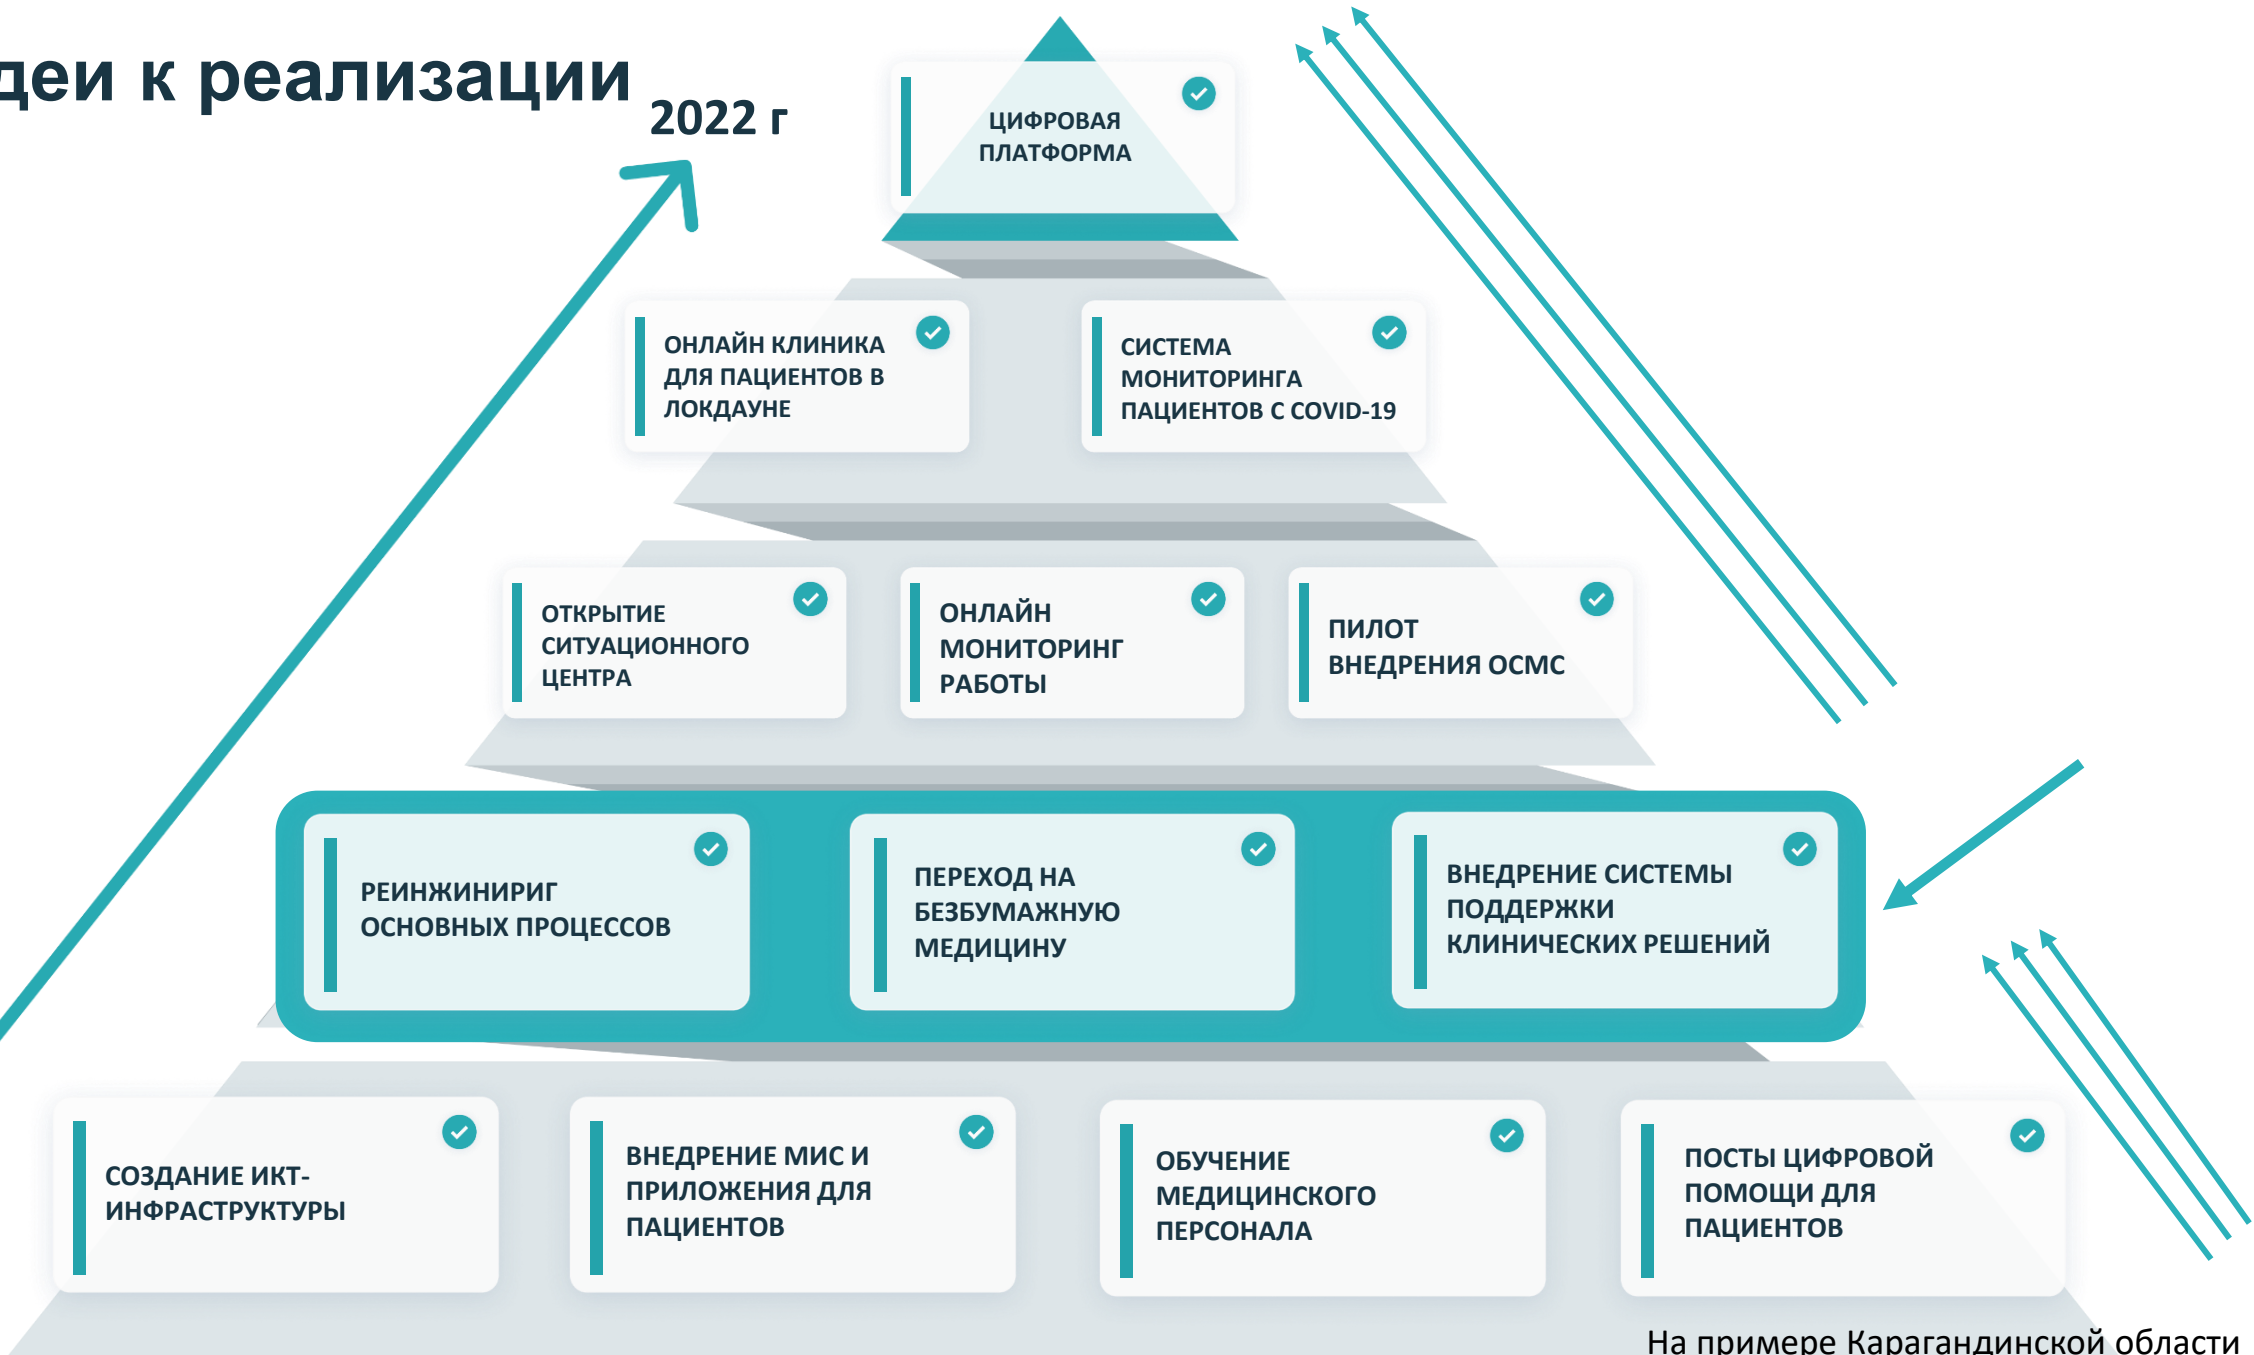 деи к реализации
2022 г
ЦИФРОВАЯ
ПЛАТФОРМА
ОНЛАЙН КЛИНИКА
ДЛЯ ПАЦИЕНТОВ В
ЛОКДАУНЕ
СИСТЕМА
МОНИТОРИНГА
ПАЦИЕНТОВ С COVID-19
ОТКРЫТИЕ
СИТУАЦИОННОГО
ЦЕНТРА
ОНЛАЙН
МОНИТОРИНГ
РАБОТЫ
ПИЛОТ
ВНЕДРЕНИЯ ОСМС
РЕИНЖИНИРИГ
ОСНОВНЫХ ПРОЦЕССОВ
ПЕРЕХОД НА
БЕЗБУМАЖНУЮ
МЕДИЦИНУ
ВНЕДРЕНИЕ СИСТЕМЫ
ПОДДЕРЖКИ
КЛИНИЧЕСКИХ РЕШЕНИЙ
СОЗДАНИЕ ИКТ-
ИНФРАСТРУКТУРЫ
ВНЕДРЕНИЕ МИС И
ПРИЛОЖЕНИЯ ДЛЯ
ПАЦИЕНТОВ
ОБУЧЕНИЕ
МЕДИЦИНСКОГО
ПЕРСОНАЛА
ПОСТЫ ЦИФРОВОЙ
ПОМОЩИ ДЛЯ
ПАЦИЕНТОВ
На примере Карагандинской области